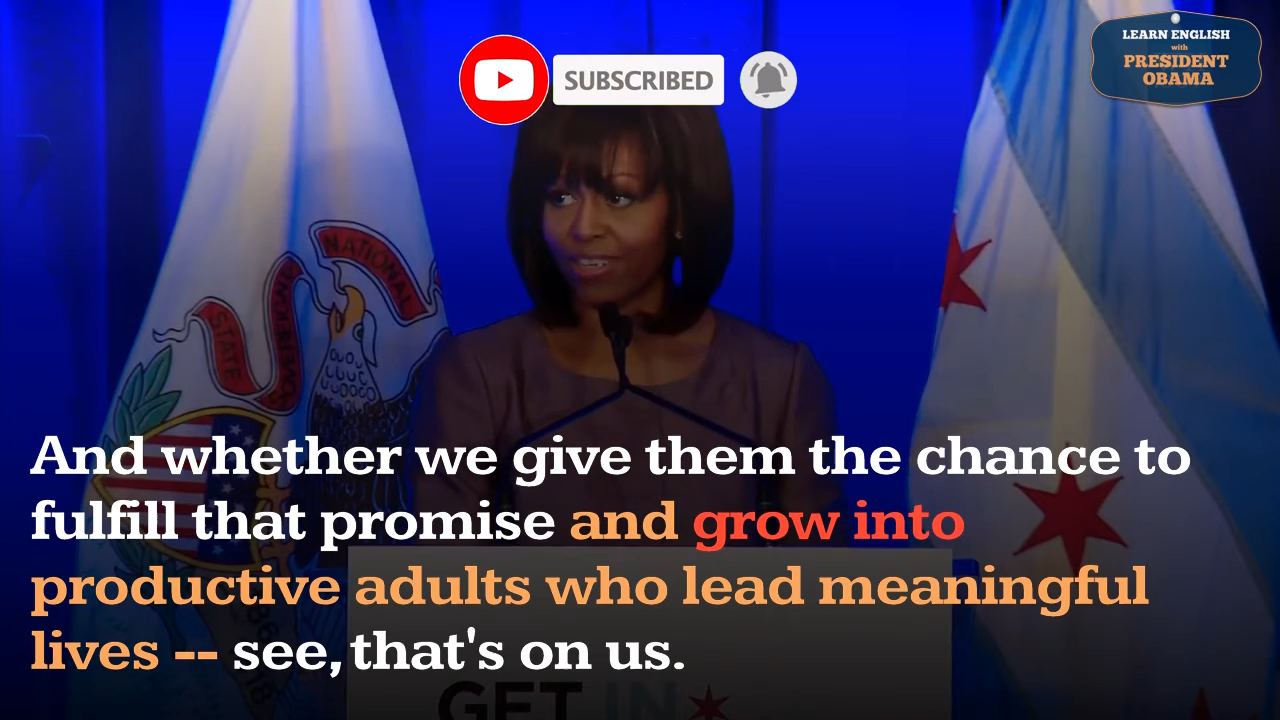 LEARN ENGLISH
with
PRESIDENT
OBAMA
SUBSCRIBED
NATIONAL
STATE
SOVEREIGNTY
And whether we give them the chance to
fulfill that promise and grow into
productive adults who lead meaningful
lives -- see, that's on us.
GET IN